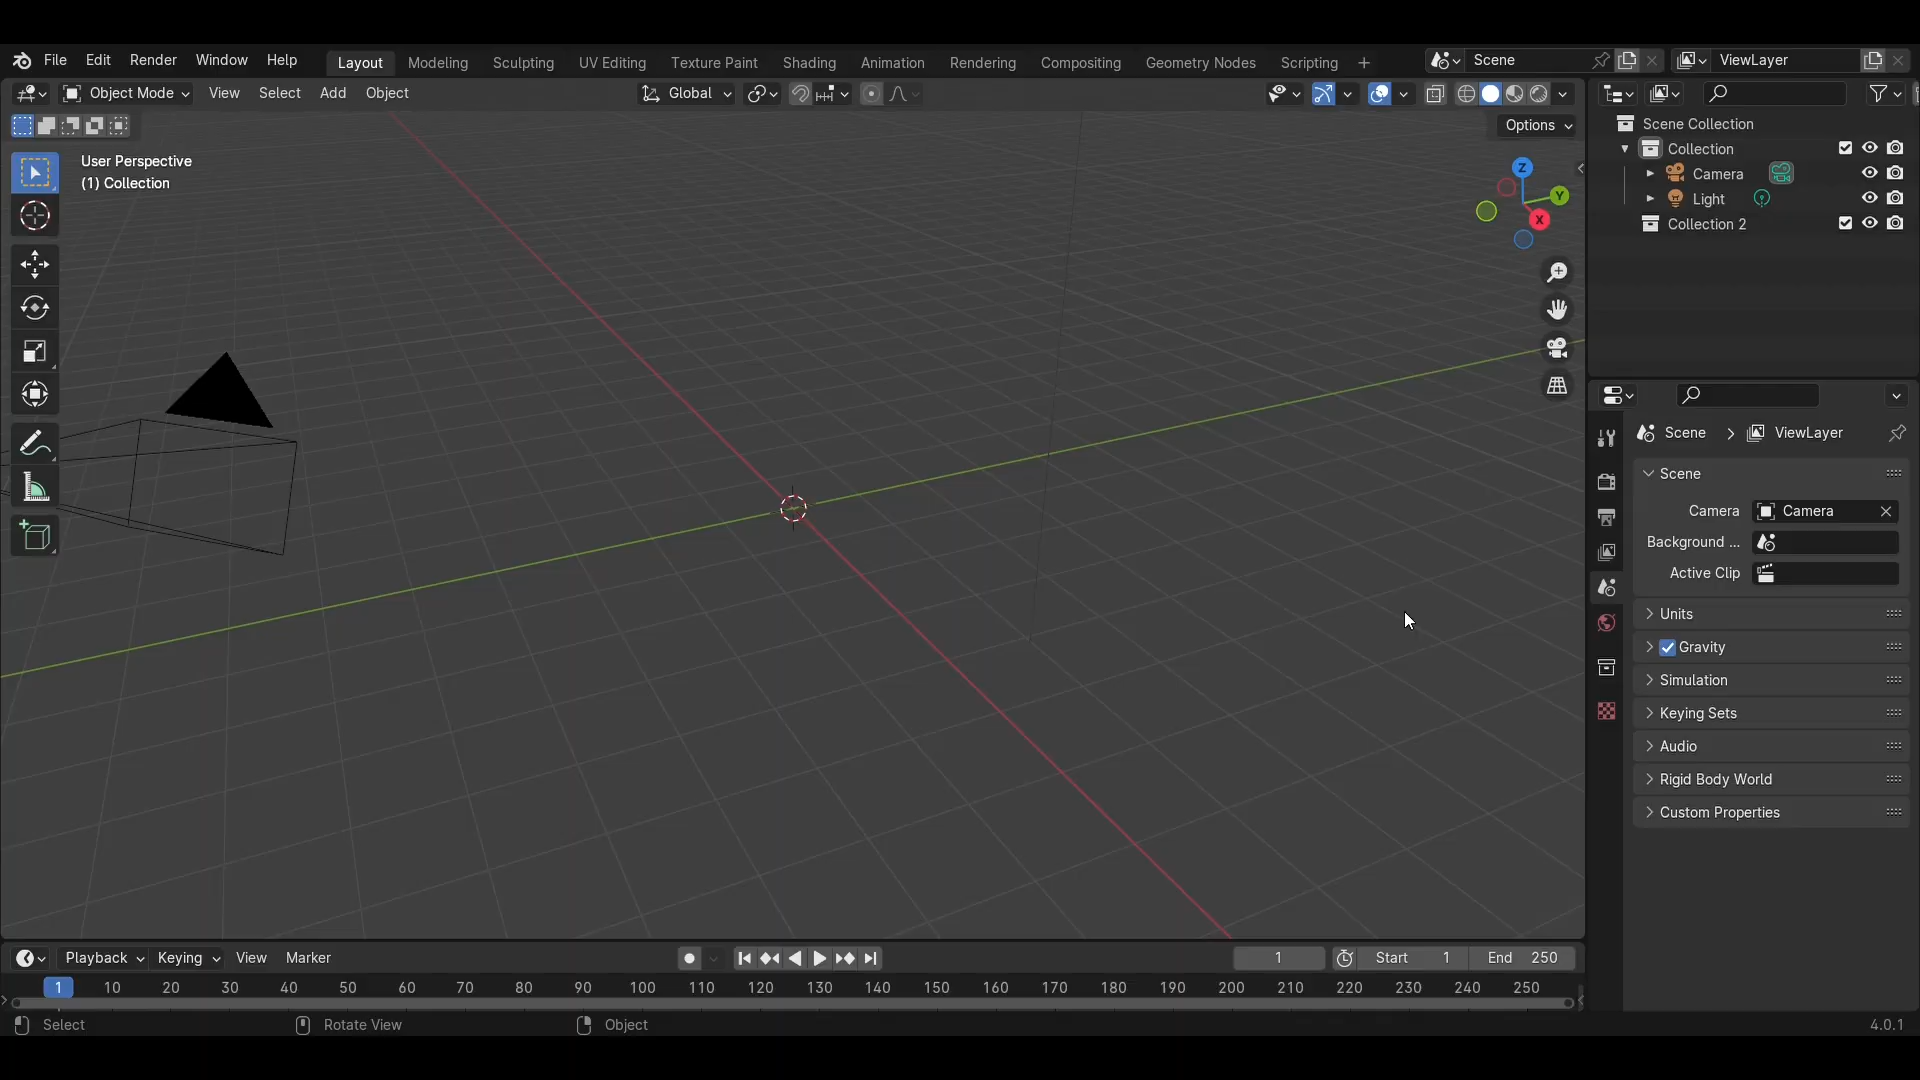 File Edit Render Window Help Layout Modeling Sculpting UV Editing Texture Paint Shading Animation Rendering Compositing Geometry Nodes Scripting + Scene ViewLayer
Object Mode View Select Add Object Global
Options
User Perspective
(1) Collection
Z
Y
X
Scene Collection
Collection
Camera
Light
Collection 2
Scene > ViewLayer
Scene
Camera Camera
Background ...
Active Clip
Units
Gravity
Simulation
Keying Sets
Audio
Rigid Body World
Custom Properties
Playback Keying View Marker 1 Start 1 End 250
1 10 20 30 40 50 60 70 80 90 100 110 120 130 140 150 160 170 180 190 200 210 220 230 240 250
Select Rotate View Object 4.0.1